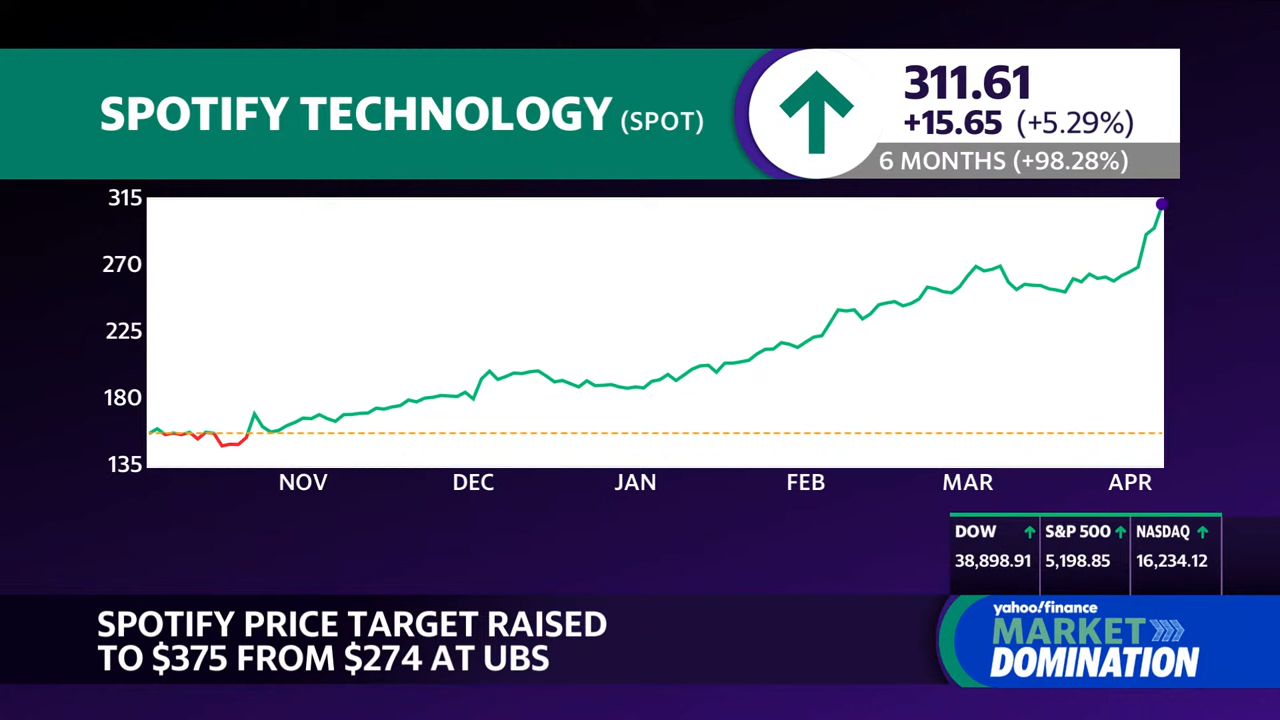 SPOTIFY TECHNOLOGY (SPOT)
311.61
+15.65 (+5.29%)
6 MONTHS (+98.28%)
315
270
225
180
135
NOV DEC JAN FEB MAR APR
DOW S&P 500 NASDAQ
38,898.91 5,198.85 16,234.12
SPOTIFY PRICE TARGET RAISED
TO $375 FROM $274 AT UBS
yahoo!finance
MARKET
DOMINATION